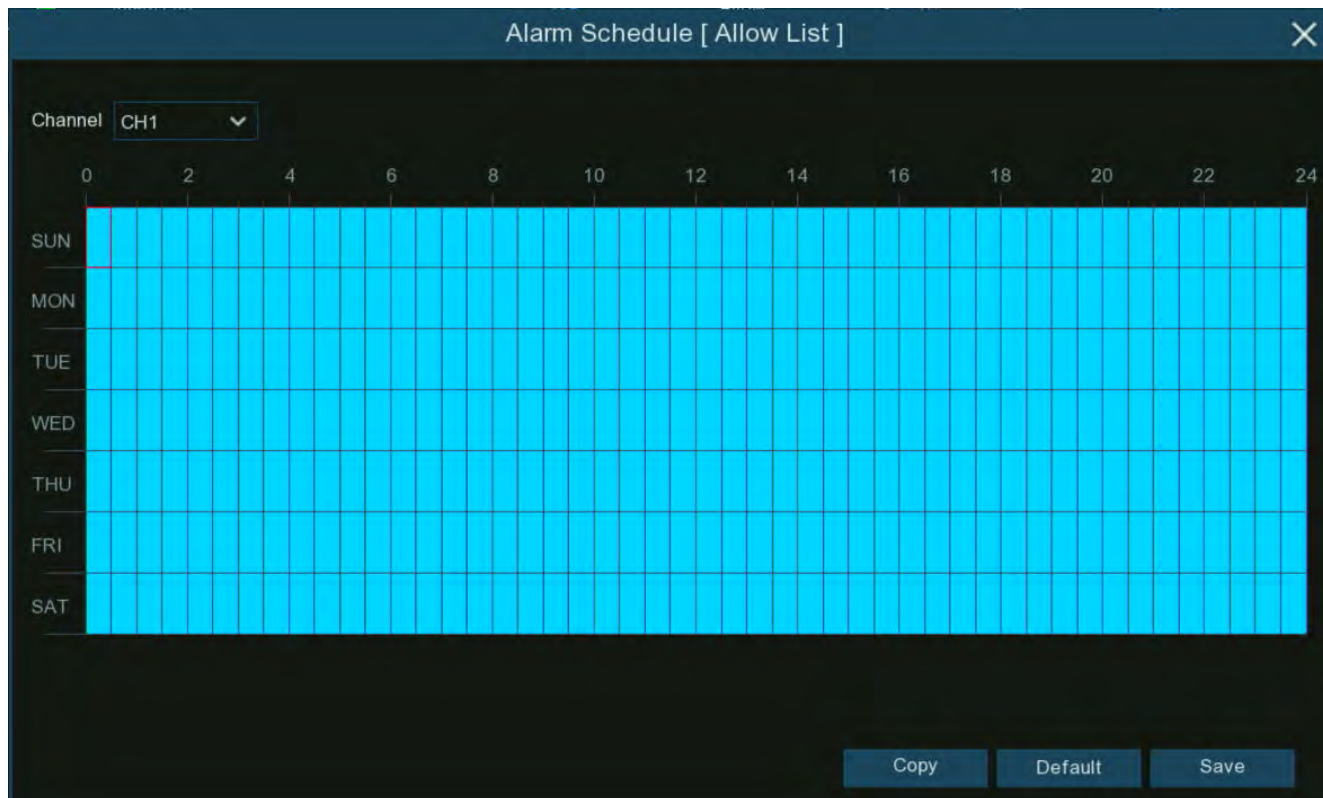 Alarm Schedule [ Allow List ]
Channel CH1
0 2 4 6 8 10 12 14 16 18 20 22 24
SUN
MON
TUE
WED
THU
FRI
SAT
Copy Default Save